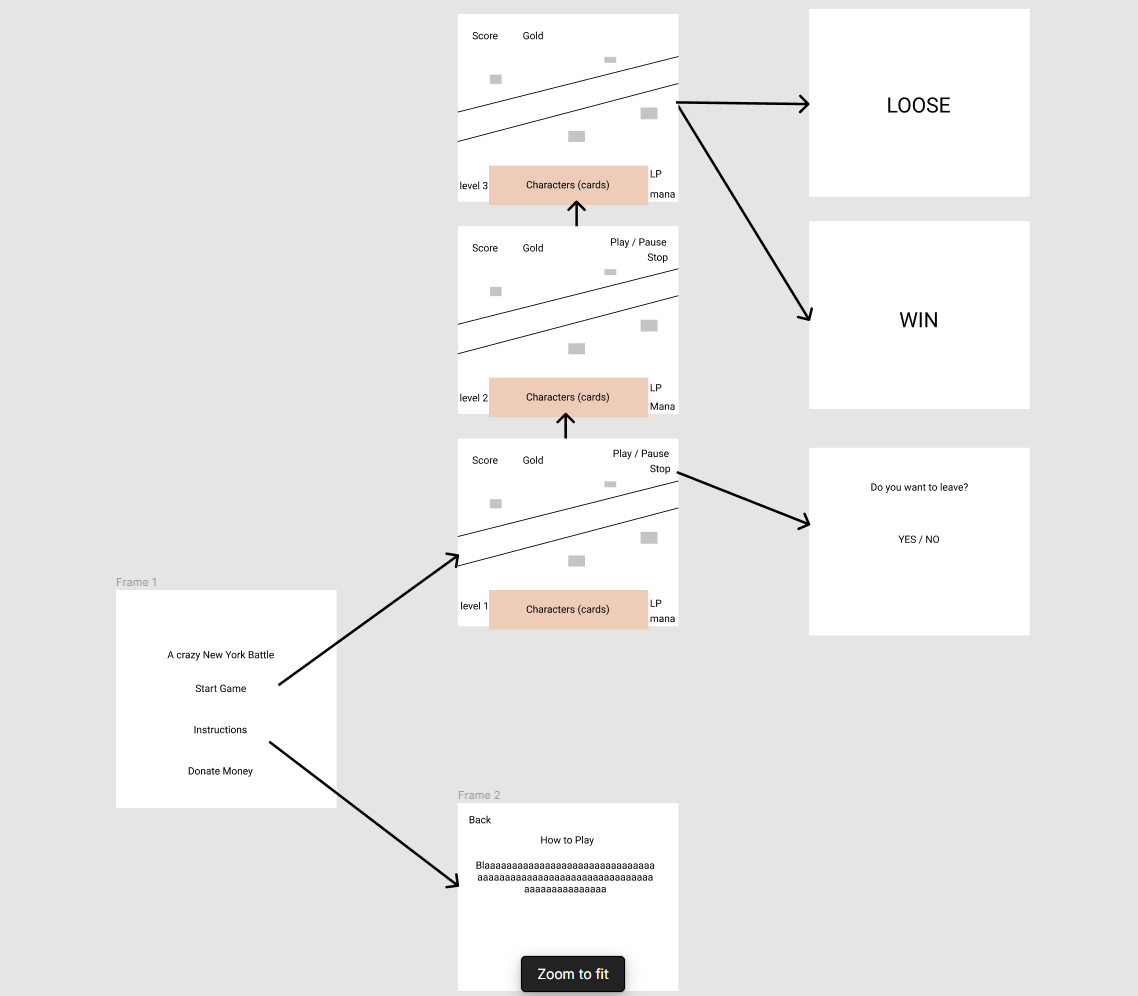 Score Gold
level 3
Characters (cards)
LP
mana
LOOSE
Score Gold
Play / Pause
Stop
level 2
Characters (cards)
LP
Mana
WIN
Score Gold
Play / Pause
Stop
level 1
Characters (cards)
LP
mana
Do you want to leave?
YES / NO
Frame 1
A crazy New York Battle
Start Game
Instructions
Donate Money
Frame 2
Back
How to Play
Blaaaaaaaaaaaaaaaaaaaaaaaaaaaaaaa
aaaaaaaaaaaaaaaaaaaaaaaaaaaaaaaa
aaaaaaaaaaaaaaa
Zoom to fit